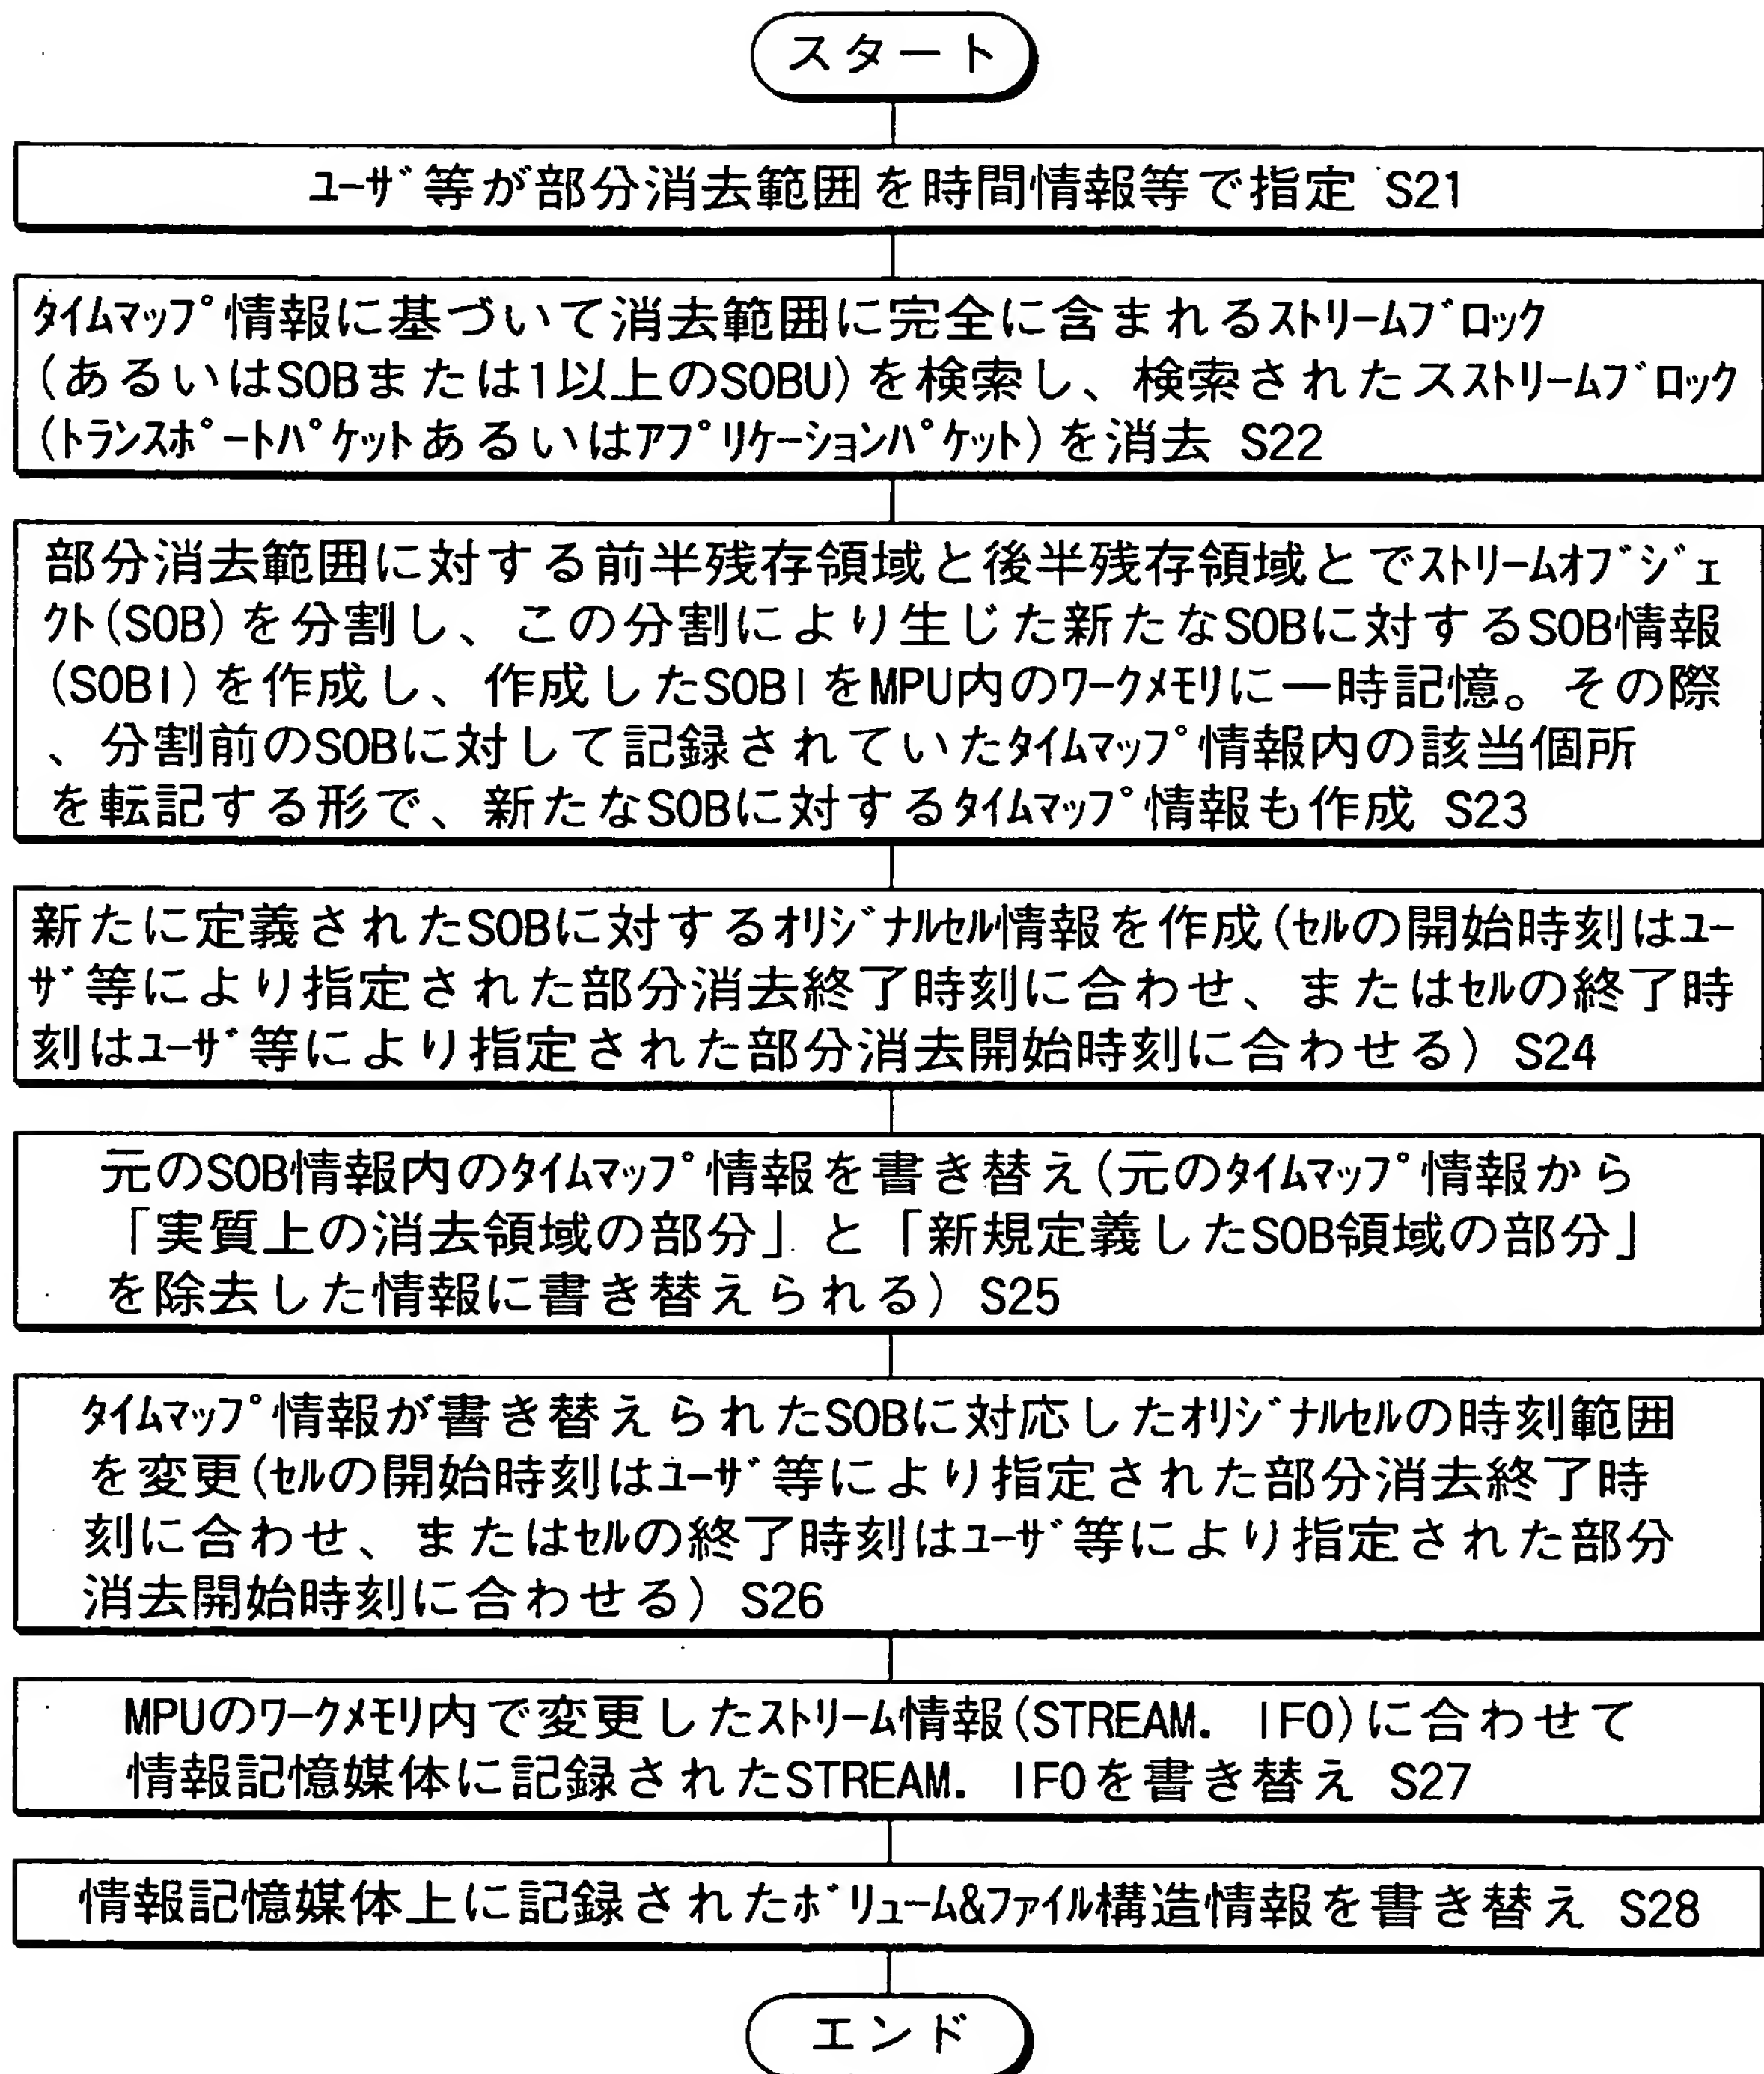 スタート
ﾕｰｻﾞ等が部分消去範囲を時間情報等で指定 S21
ﾀｲﾑﾏｯﾌﾟ情報に基づいて消去範囲に完全に含まれるｽﾄﾘｰﾑﾌﾞﾛｯｸ
(あるいはSOBまたは1以上のSOBU)を検索し、検索されたスｽﾄﾘｰﾑﾌﾞﾛｯｸ
(ﾄﾗﾝｽﾎﾟｰﾄﾊﾟｹｯﾄあるいはｱﾌﾟﾘｹｰｼｮﾝﾊﾟｹｯﾄ)を消去 S22
部分消去範囲に対する前半残存領域と後半残存領域とでｽﾄﾘｰﾑｵﾌﾞｼﾞｪ
ｸﾄ(SOB)を分割し、この分割により生じた新たなSOBに対するSOB情報
(SOBI)を作成し、作成したSOBIをMPU内のﾜｰｸﾒﾓﾘに一時記憶。その際
、分割前のSOBに対して記録されていたﾀｲﾑﾏｯﾌﾟ情報内の該当個所
を転記する形で、新たなSOBに対するﾀｲﾑﾏｯﾌﾟ情報も作成 S23
新たに定義されたSOBに対するｵﾘｼﾞﾅﾙｾﾙ情報を作成(ｾﾙの開始時刻はﾕｰ
ｻﾞ等により指定された部分消去終了時刻に合わせ、またはｾﾙの終了時
刻はﾕｰｻﾞ等により指定された部分消去開始時刻に合わせる) S24
元のSOB情報内のﾀｲﾑﾏｯﾌﾟ情報を書き替え(元のﾀｲﾑﾏｯﾌﾟ情報から
「実質上の消去領域の部分」と「新規定義したSOB領域の部分」
を除去した情報に書き替えられる) S25
ﾀｲﾑﾏｯﾌﾟ情報が書き替えられたSOBに対応したｵﾘｼﾞﾅﾙｾﾙの時刻範囲
を変更(ｾﾙの開始時刻はﾕｰｻﾞ等により指定された部分消去終了時
刻に合わせ、またはｾﾙの終了時刻はﾕｰｻﾞ等により指定された部分
消去開始時刻に合わせる) S26
MPUのﾜｰｸﾒﾓﾘ内で変更したｽﾄﾘｰﾑ情報(STREAM. IFO)に合わせて
情報記憶媒体に記録されたSTREAM. IFOを書き替え S27
情報記憶媒体上に記録されたﾎﾞﾘｭｰﾑ&ﾌｧｲﾙ構造情報を書き替え S28
エンド